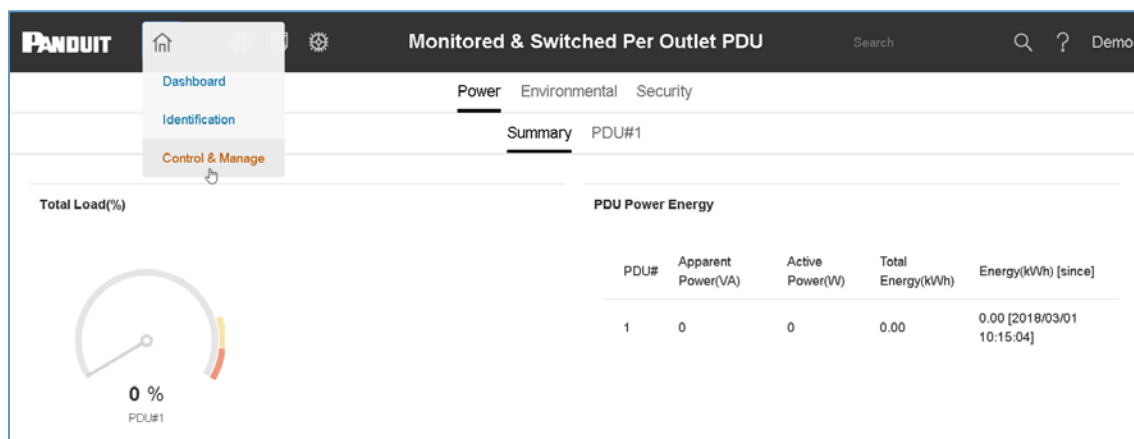 PANDUIT
Monitored & Switched Per Outlet PDU
Search
?
Demo
Dashboard
Identification
Control & Manage
Power Environmental Security
Summary PDU#1
Total Load(%)
0 %
PDU#1
PDU Power Energy
PDU# Apparent Power(VA) Active Power(W) Total Energy(kWh) Energy(kWh) [since]
1 0 0 0.00 0.00 [2018/03/01 10:15:04]